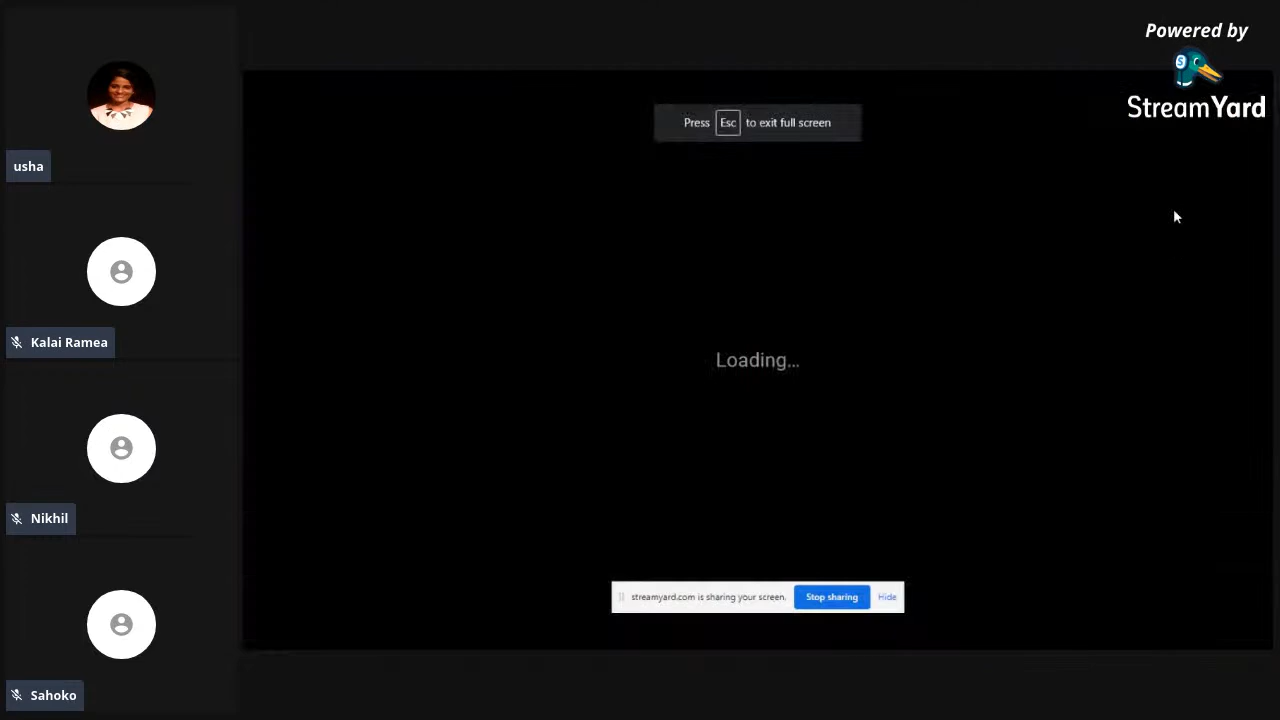 Powered by
StreamYard
Press Esc to exit full screen
usha
Loading...
Kalai Ramea
Nikhil
streamyard.com is sharing your screen. Stop sharing Hide
Sahoko